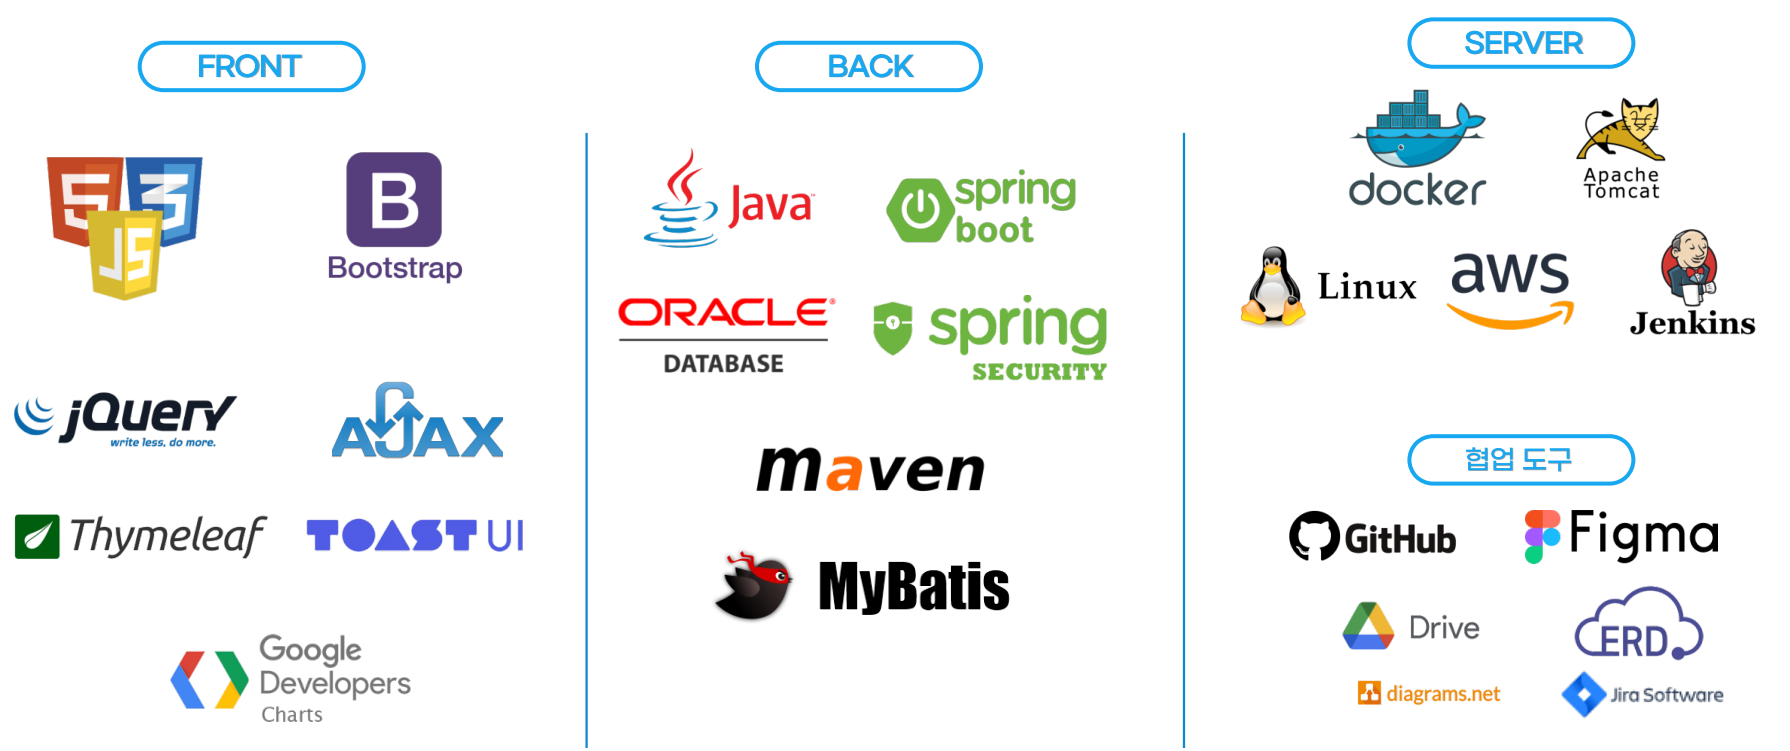 FRONT
5 3
JS
B
Bootstrap
jQuery
write less, do more.
AJAX
Thymeleaf
TOAST UI
Google
Developers
Charts
BACK
Java™
spring
boot
ORACLE®
DATABASE
spring
SECURITY
maven
MyBatis
SERVER
docker
Apache
Tomcat
Linux
aws
Jenkins
협업 도구
GitHub
Figma
Drive
ERD
diagrams.net
Jira Software